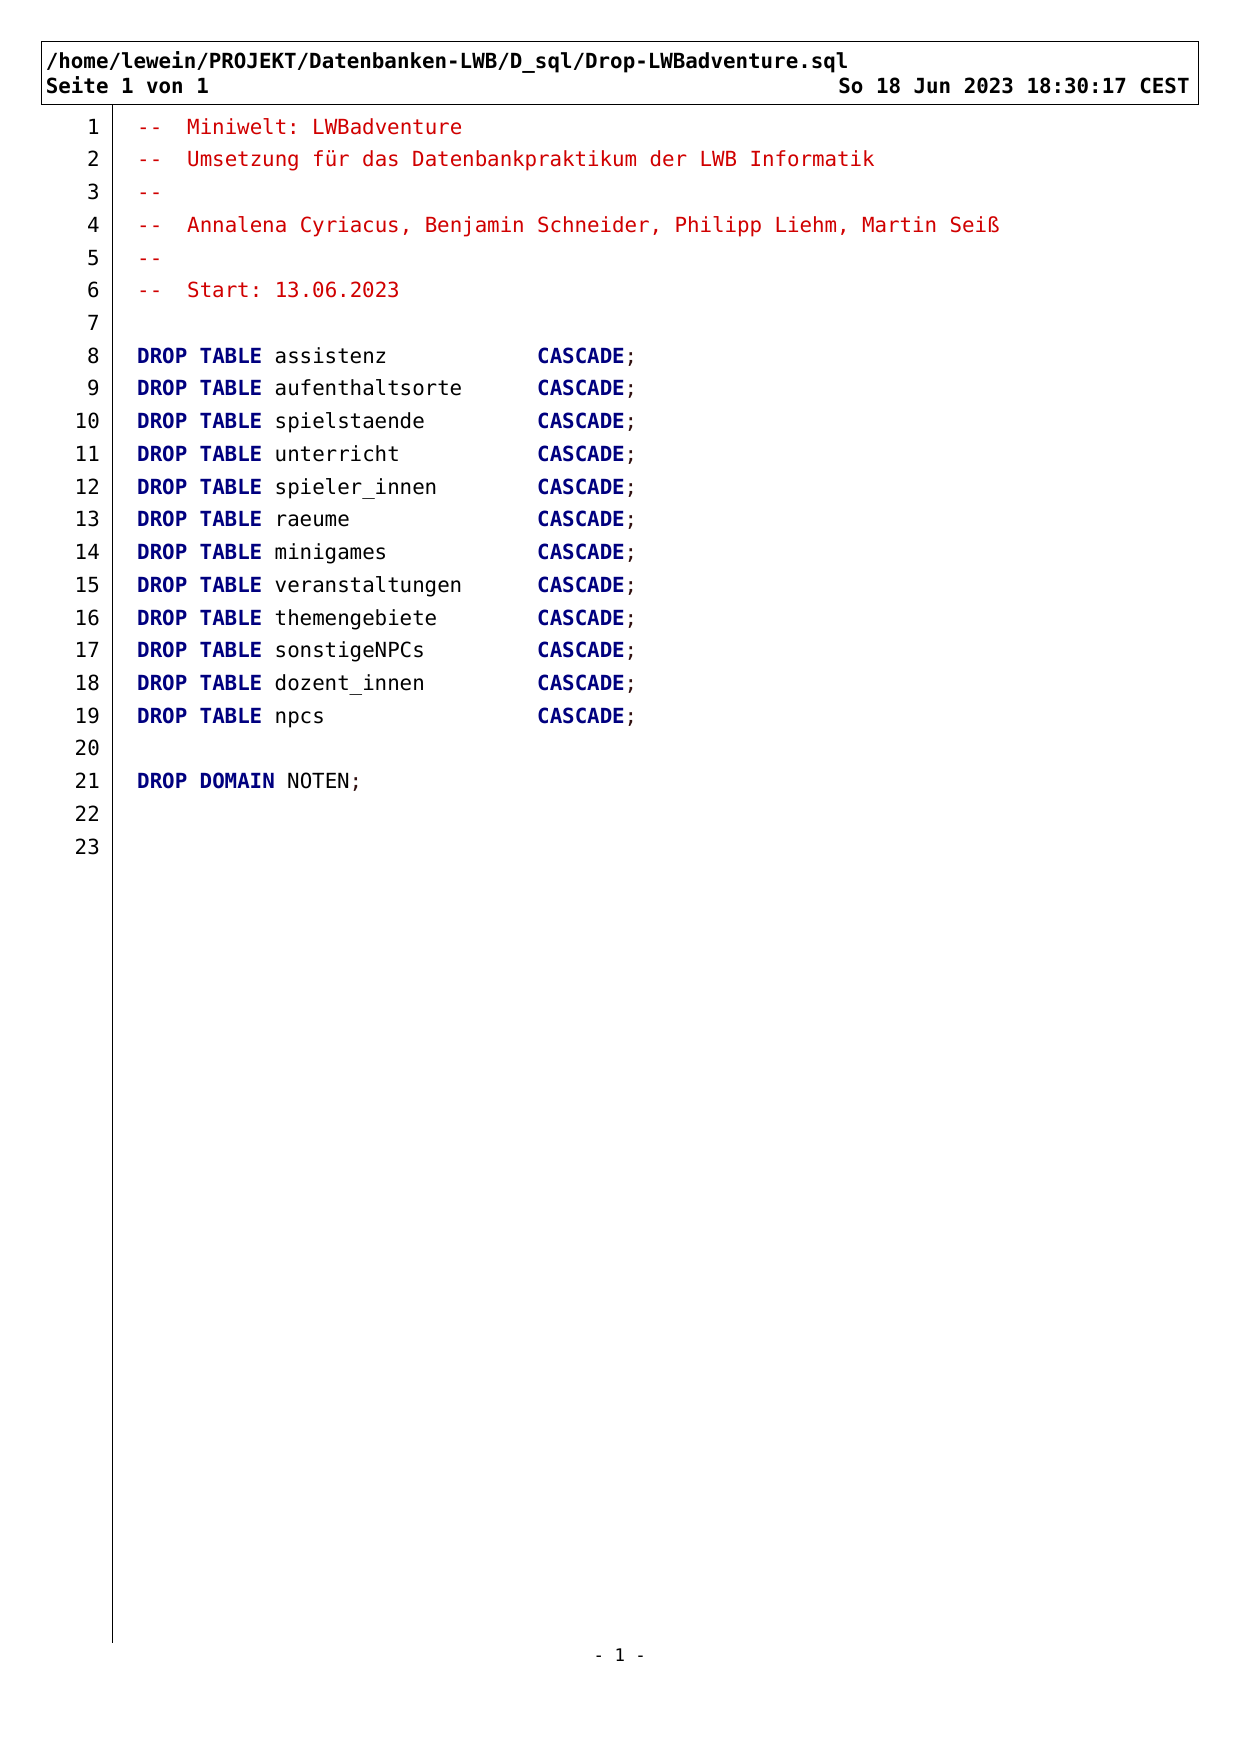 /home/lewein/PROJEKT/Datenbanken-LWB/D_sql/Drop-LWBadventure.sql
Seite 1 von 1 So 18 Jun 2023 18:30:17 CEST
1 -- Miniwelt: LWBadventure
2 -- Umsetzung für das Datenbankpraktikum der LWB Informatik
3 --
4 -- Annalena Cyriacus, Benjamin Schneider, Philipp Liehm, Martin Seiß
5 --
6 -- Start: 13.06.2023
7
8 DROP TABLE assistenz CASCADE;
9 DROP TABLE aufenthaltsorte CASCADE;
10 DROP TABLE spielstaende CASCADE;
11 DROP TABLE unterricht CASCADE;
12 DROP TABLE spieler_innen CASCADE;
13 DROP TABLE raeume CASCADE;
14 DROP TABLE minigames CASCADE;
15 DROP TABLE veranstaltungen CASCADE;
16 DROP TABLE themengebiete CASCADE;
17 DROP TABLE sonstigeNPCs CASCADE;
18 DROP TABLE dozent_innen CASCADE;
19 DROP TABLE npcs CASCADE;
20
21 DROP DOMAIN NOTEN;
22
23
- 1 -